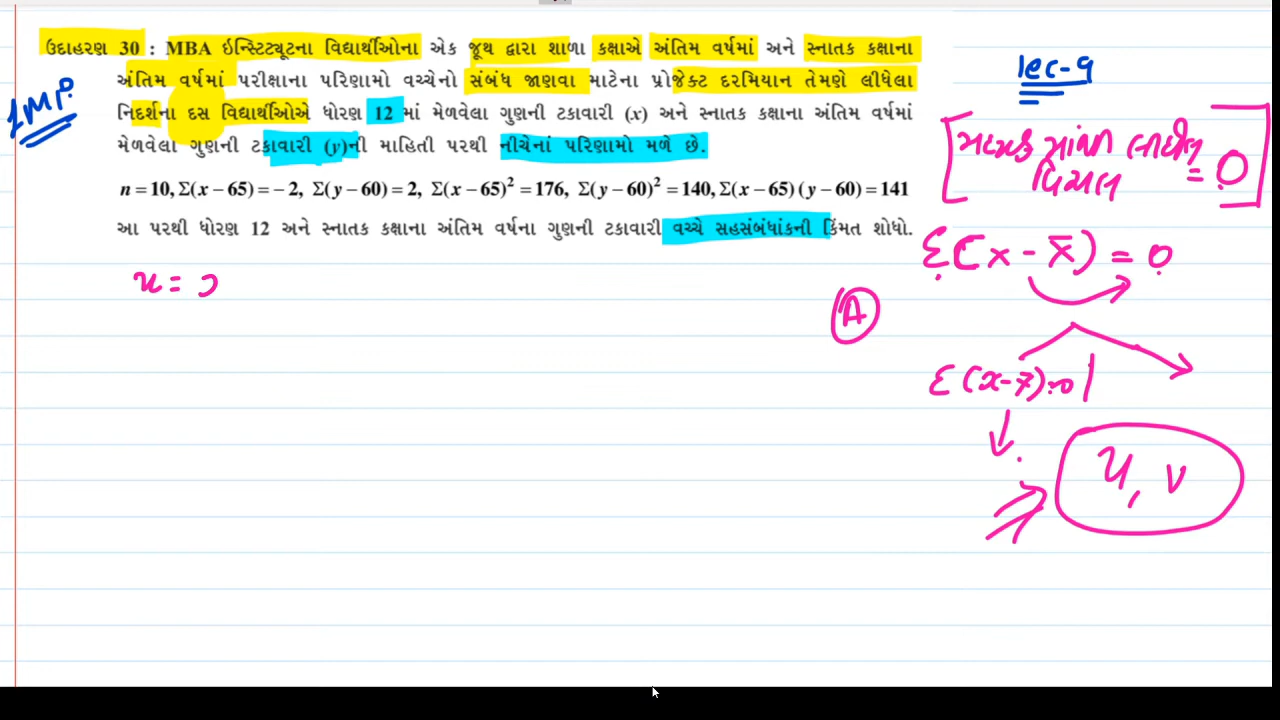 ઉદાહરણ 30 : MBA ઇન્સ્ટિટ્યૂટના વિદ્યાર્થીઓના એક જૂથ દ્વારા શાળા કક્ષાએ અંતિમ વર્ષમાં અને સ્નાતક કક્ષાના
અંતિમ વર્ષમાં પરીક્ષાના પરિણામો વચ્ચેનો સંબંધ જાણવા માટેના પ્રોજેક્ટ દરમિયાન તેમણે લીધેલા
નિદર્શના દસ વિદ્યાર્થીઓએ ધોરણ 12 માં મેળવેલા ગુણની ટકાવારી (x) અને સ્નાતક કક્ષાના અંતિમ વર્ષમાં
મેળવેલા ગુણની ટકાવારી (y)ની માહિતી પરથી નીચેનાં પરિણામો મળે છે.
n = 10, Σ(x − 65) = − 2, Σ(y − 60) = 2, Σ(x − 65)² = 176, Σ(y − 60)² = 140, Σ(x − 65) (y − 60) = 141
આ પરથી ધોરણ 12 અને સ્નાતક કક્ષાના અંતિમ વર્ષના ગુણની ટકાવારી વચ્ચે સહસંબંધાંકની કિંમત શોધો.
IMP.
lec-9
= 0
Σ(x − x̄) = 0
u =
A
Σ(x − x̄) = 0
u, v